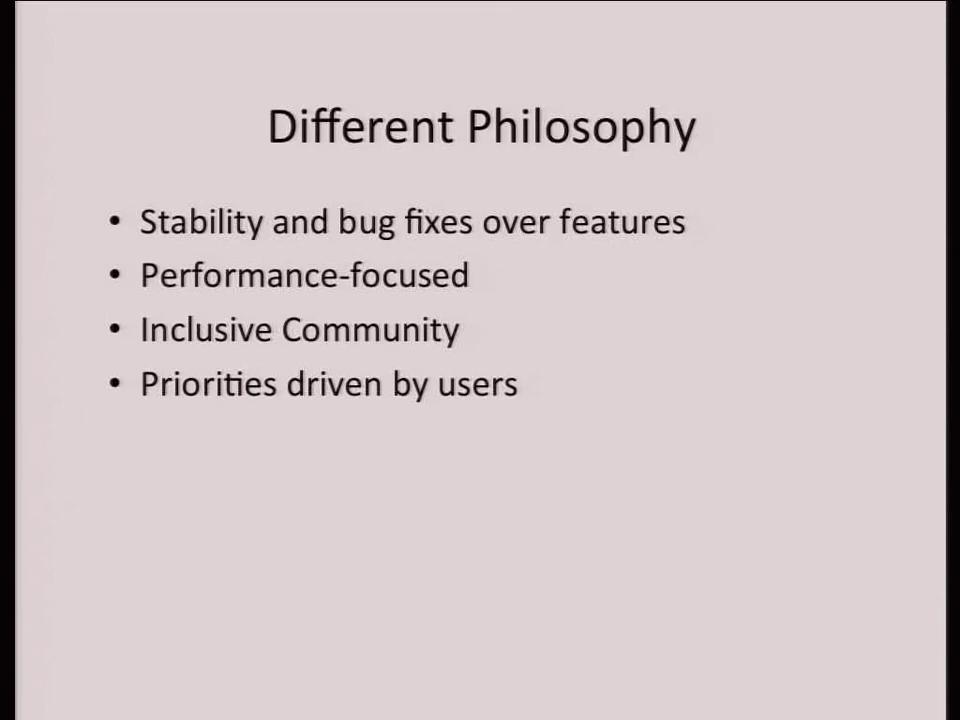 Different Philosophy
• Stability and bug fixes over features
• Performance-focused
• Inclusive Community
• Priorities driven by users